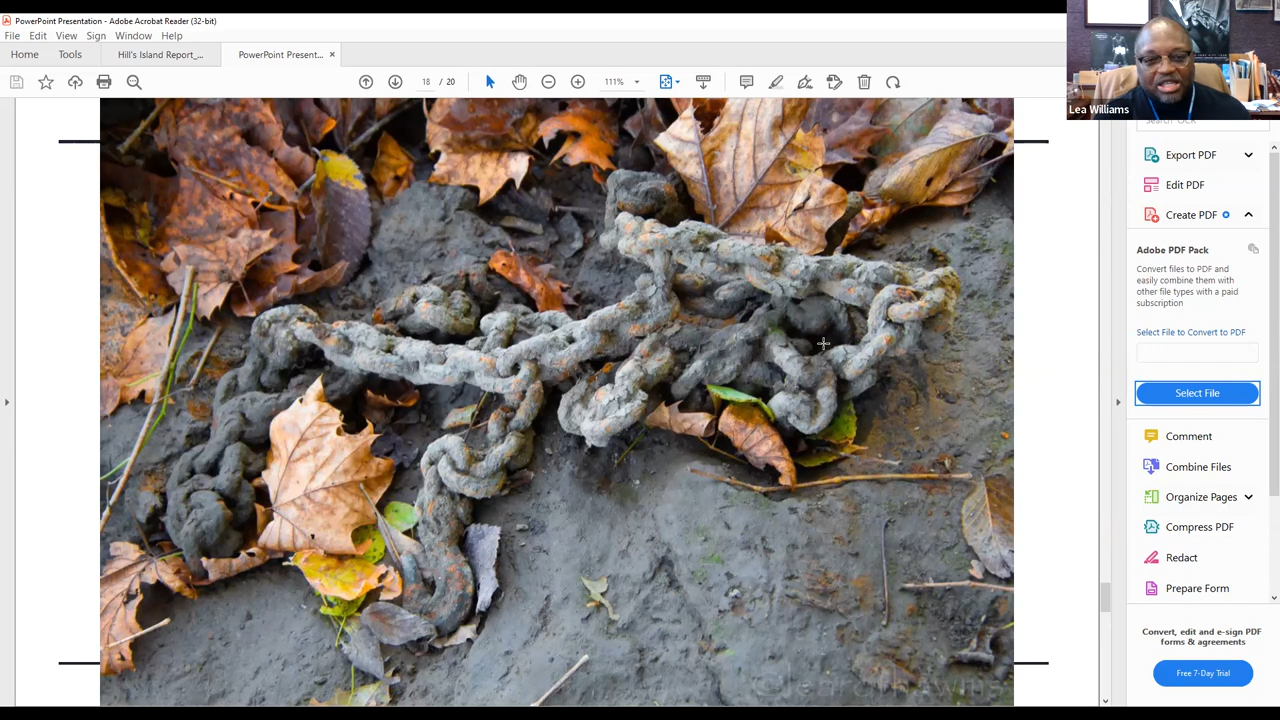 PowerPoint Presentation - Adobe Acrobat Reader (32-bit)
File Edit View Sign Window Help
Home Tools Hill's Island Report_... PowerPoint Present... ×
18 / 20 111%
Lea Williams
Export PDF
Edit PDF
Create PDF
Adobe PDF Pack
Convert files to PDF and
easily combine them with
other file types with a paid
subscription
Select File to Convert to PDF
Select File
Comment
Combine Files
Organize Pages
Compress PDF
Redact
Prepare Form
Convert, edit and e-sign PDF
forms & agreements
Free 7-Day Trial